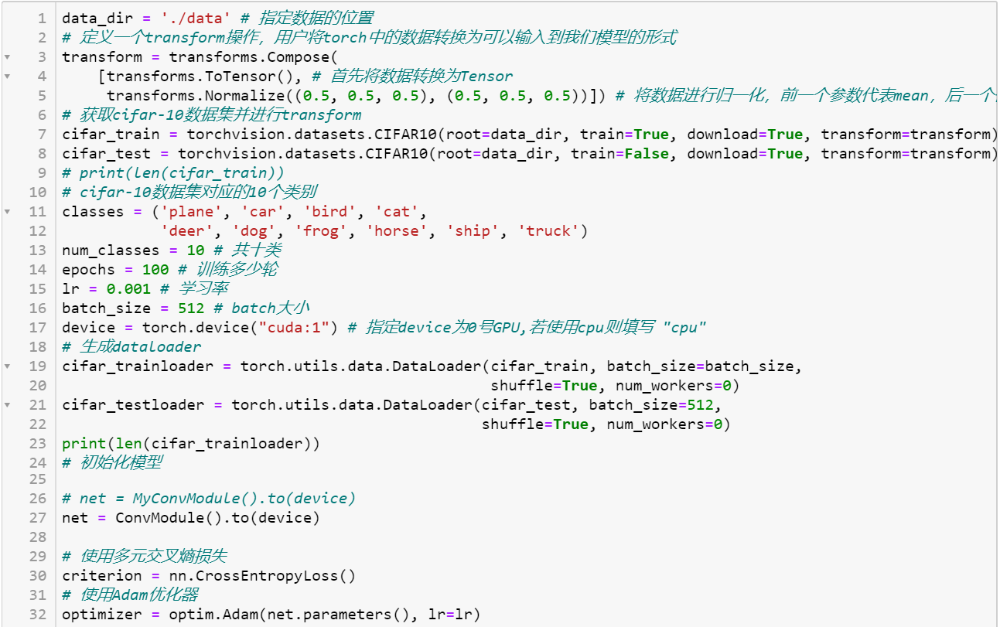 1 data_dir = './data' # 指定数据的位置
2 # 定义一个transform操作，用户将torch中的数据转换为可以输入到我们模型的形式
3 transform = transforms.Compose(
4     [transforms.ToTensor(), # 首先将数据转换为Tensor
5      transforms.Normalize((0.5, 0.5, 0.5), (0.5, 0.5, 0.5))]) # 将数据进行归一化，前一个参数代表mean，后一个
6 # 获取cifar-10数据集并进行transform
7 cifar_train = torchvision.datasets.CIFAR10(root=data_dir, train=True, download=True, transform=transform)
8 cifar_test = torchvision.datasets.CIFAR10(root=data_dir, train=False, download=True, transform=transform)
9 # print(len(cifar_train))
10 # cifar-10数据集对应的10个类别
11 classes = ('plane', 'car', 'bird', 'cat',
12            'deer', 'dog', 'frog', 'horse', 'ship', 'truck')
13 num_classes = 10 # 共十类
14 epochs = 100 # 训练多少轮
15 lr = 0.001 # 学习率
16 batch_size = 512 # batch大小
17 device = torch.device("cuda:1") # 指定device为0号GPU,若使用cpu则填写 "cpu"
18 # 生成dataloader
19 cifar_trainloader = torch.utils.data.DataLoader(cifar_train, batch_size=batch_size,
20                                                 shuffle=True, num_workers=0)
21 cifar_testloader = torch.utils.data.DataLoader(cifar_test, batch_size=512,
22                                                shuffle=True, num_workers=0)
23 print(len(cifar_trainloader))
24 # 初始化模型
25
26 # net = MyConvModule().to(device)
27 net = ConvModule().to(device)
28
29 # 使用多元交叉熵损失
30 criterion = nn.CrossEntropyLoss()
31 # 使用Adam优化器
32 optimizer = optim.Adam(net.parameters(), lr=lr)